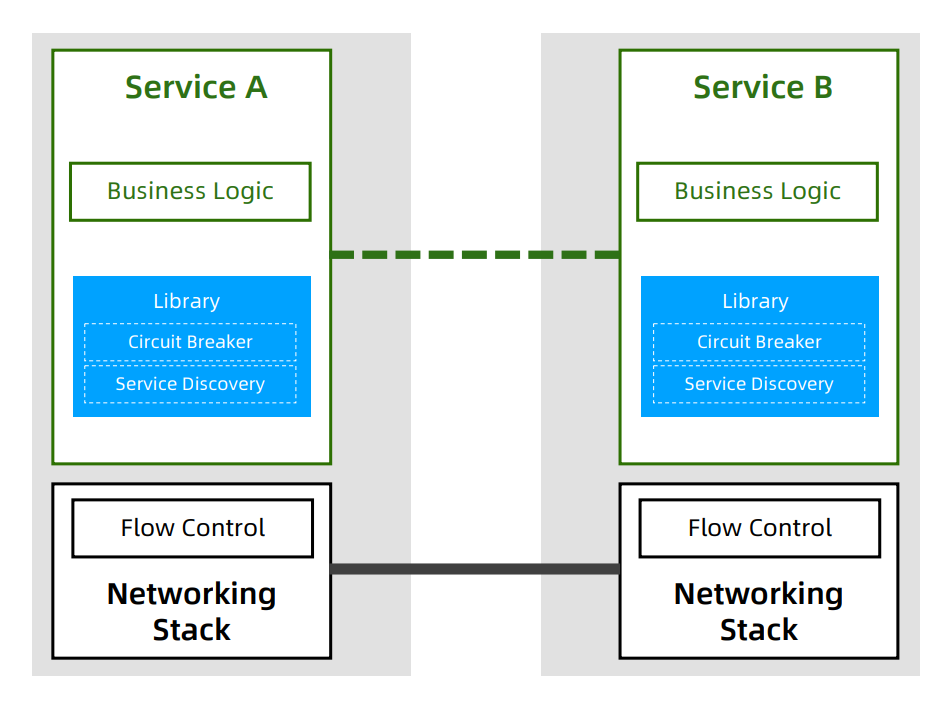 Service A
Business Logic
Library
Circuit Breaker
Service Discovery
Flow Control
Networking
Stack
Service B
Business Logic
Library
Circuit Breaker
Service Discovery
Flow Control
Networking
Stack